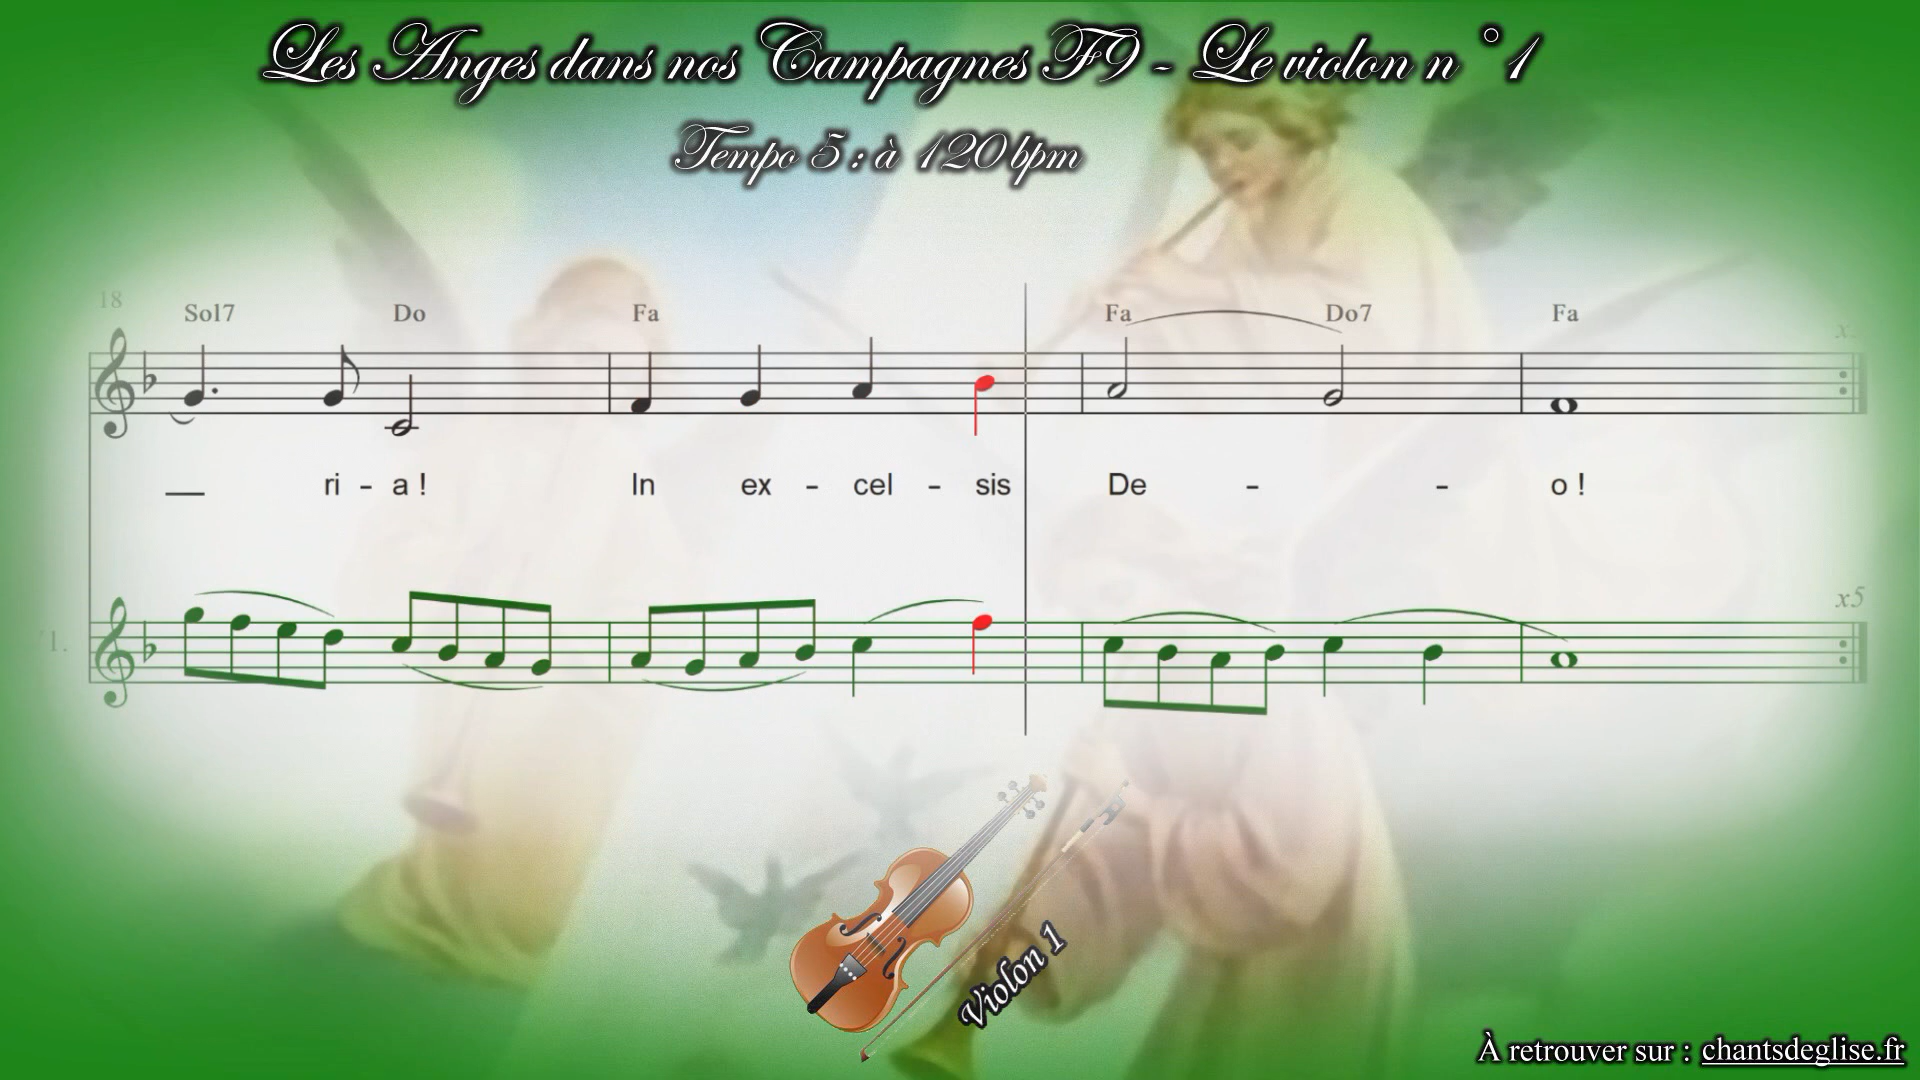 Les Anges dans nos Campagnes F9 - Le violon n°1
Tempo 5 : à 120 bpm
18
Sol7 Do Fa Fa Do7 Fa
ri - a ! In ex - cel - sis De - - o !
x5
Violon 1
À retrouver sur : chantsdeglise.fr